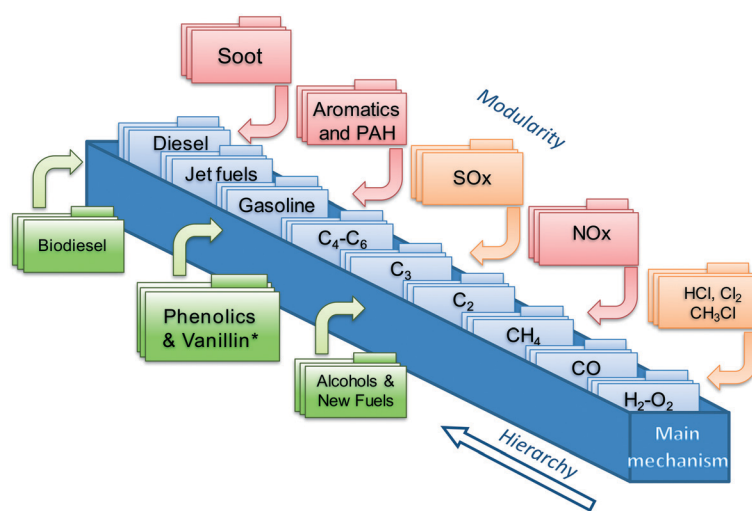 Soot
Aromatics
and PAH
Modularity
SOx
NOx
HCl, Cl₂
CH₃Cl
Diesel
Jet fuels
Gasoline
C₄-C₆
C₃
C₂
CH₄
CO
H₂-O₂
Biodiesel
Phenolics
& Vanillin*
Alcohols &
New Fuels
Hierarchy
Main
mechanism